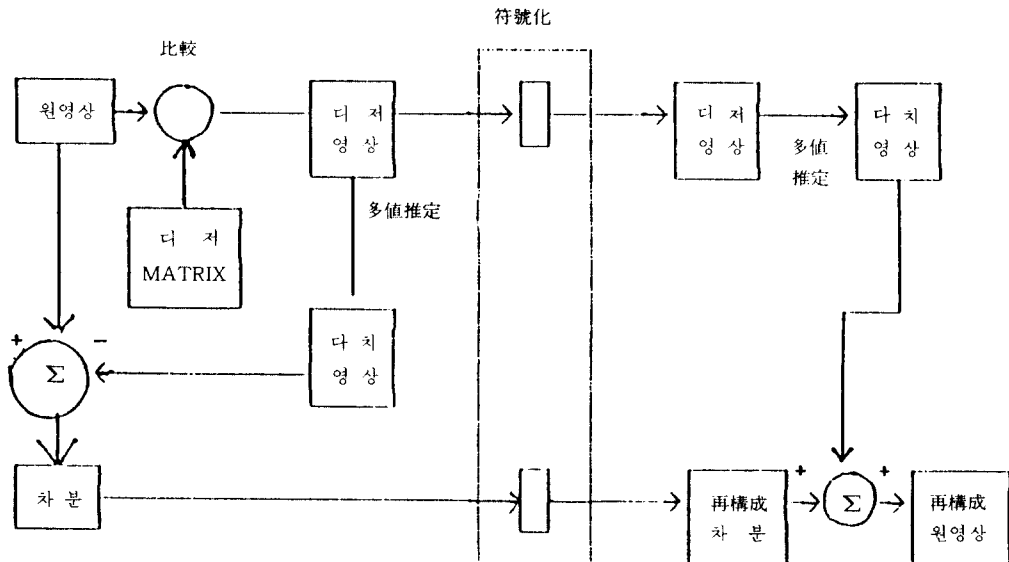 符號化
比較
원영상
디 저
영 상
디 저
영 상
多値
推定
다 치
영 상
多値推定
디 저
MATRIX
+
−
Σ
다 치
영 상
차 분
再構成
차 분
+
Σ
+
再構成
원영상